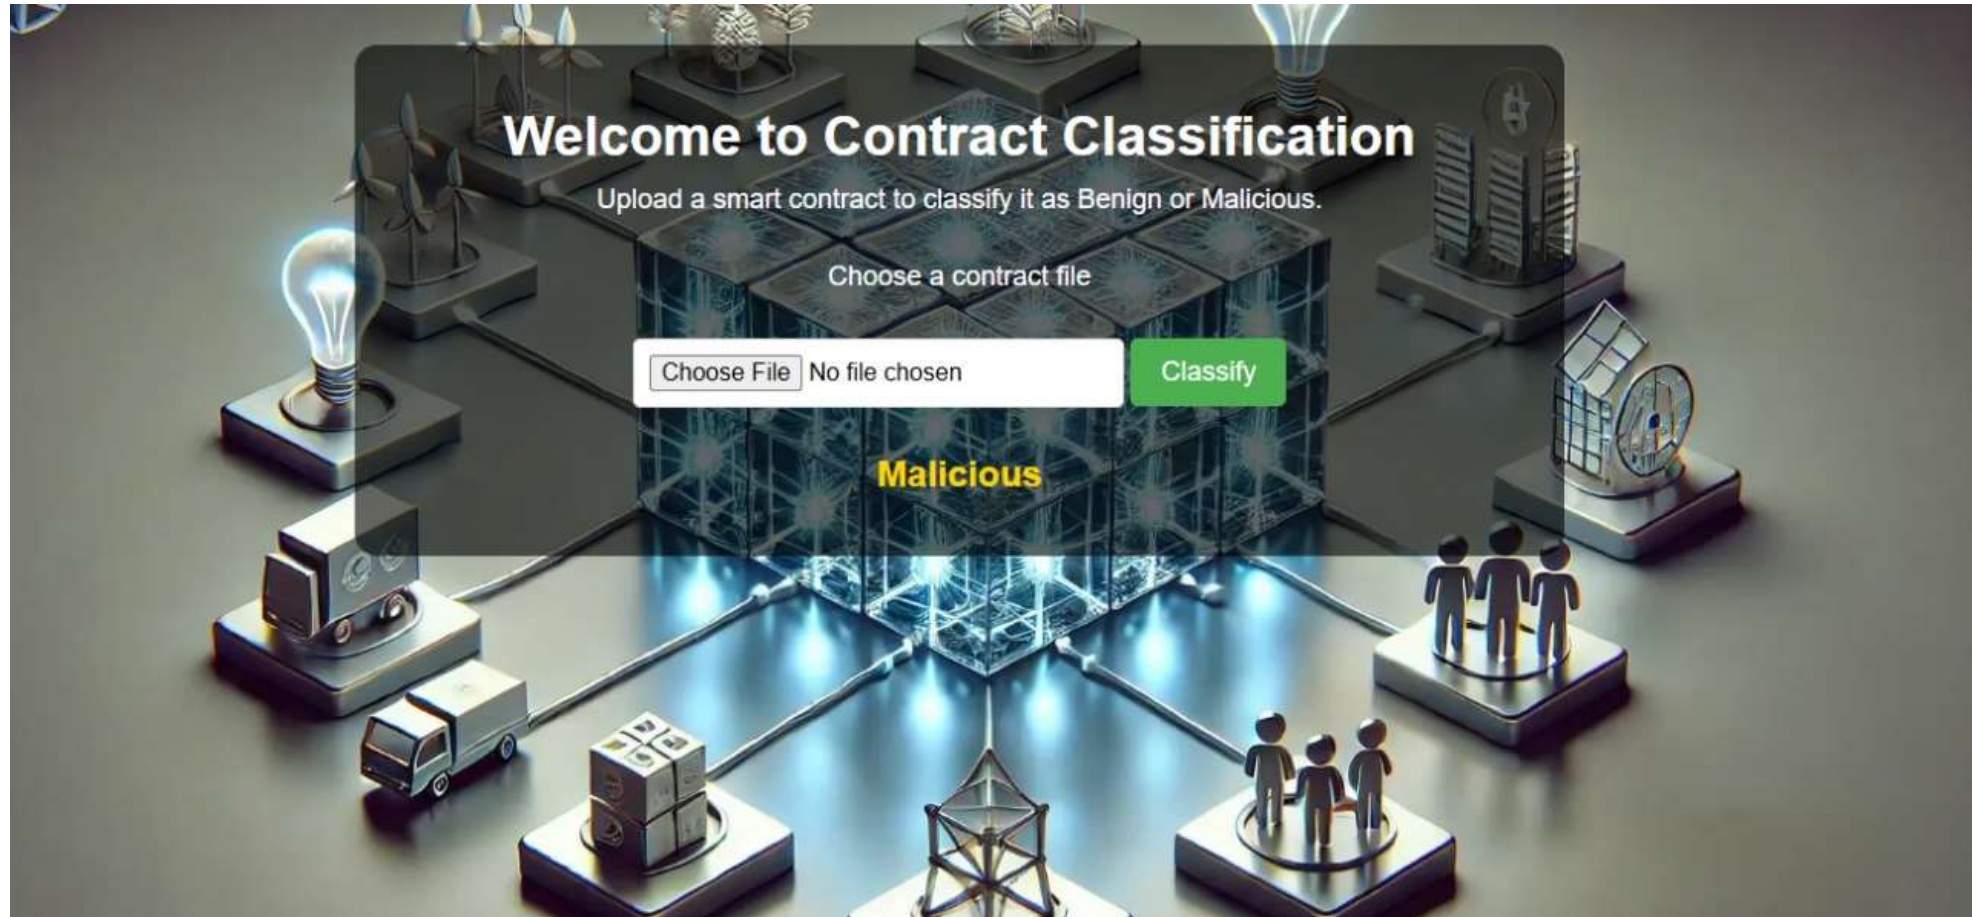 Welcome to Contract Classification
Upload a smart contract to classify it as Benign or Malicious.
Choose a contract file
Choose File No file chosen Classify
Malicious